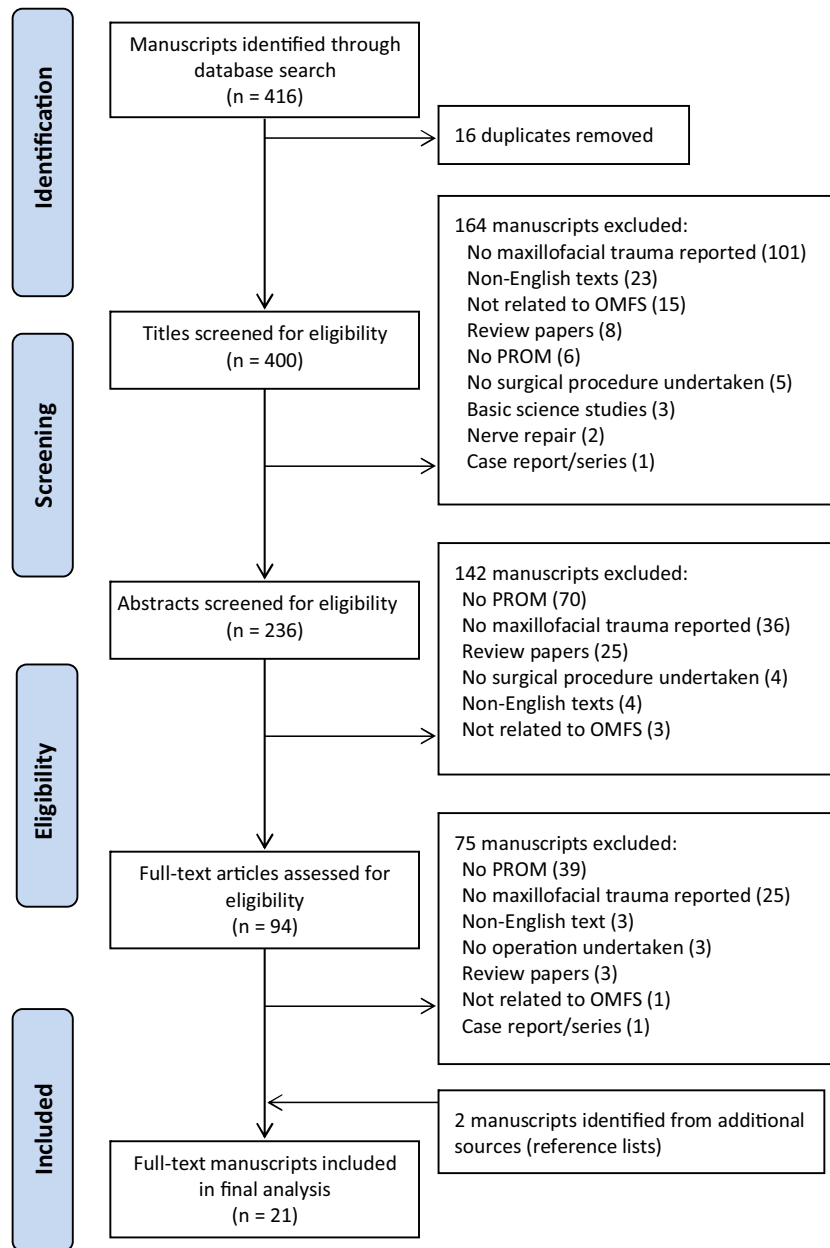 Identification
Manuscripts identified through
database search
(n = 416)
16 duplicates removed
164 manuscripts excluded:
No maxillofacial trauma reported (101)
Non-English texts (23)
Not related to OMFS (15)
Review papers (8)
No PROM (6)
No surgical procedure undertaken (5)
Basic science studies (3)
Nerve repair (2)
Case report/series (1)
Titles screened for eligibility
(n = 400)
Screening
142 manuscripts excluded:
No PROM (70)
No maxillofacial trauma reported (36)
Review papers (25)
No surgical procedure undertaken (4)
Non-English texts (4)
Not related to OMFS (3)
Abstracts screened for eligibility
(n = 236)
Eligibility
75 manuscripts excluded:
No PROM (39)
No maxillofacial trauma reported (25)
Non-English text (3)
No operation undertaken (3)
Review papers (3)
Not related to OMFS (1)
Case report/series (1)
Full-text articles assessed for
eligibility
(n = 94)
Included
2 manuscripts identified from additional
sources (reference lists)
Full-text manuscripts included
in final analysis
(n = 21)